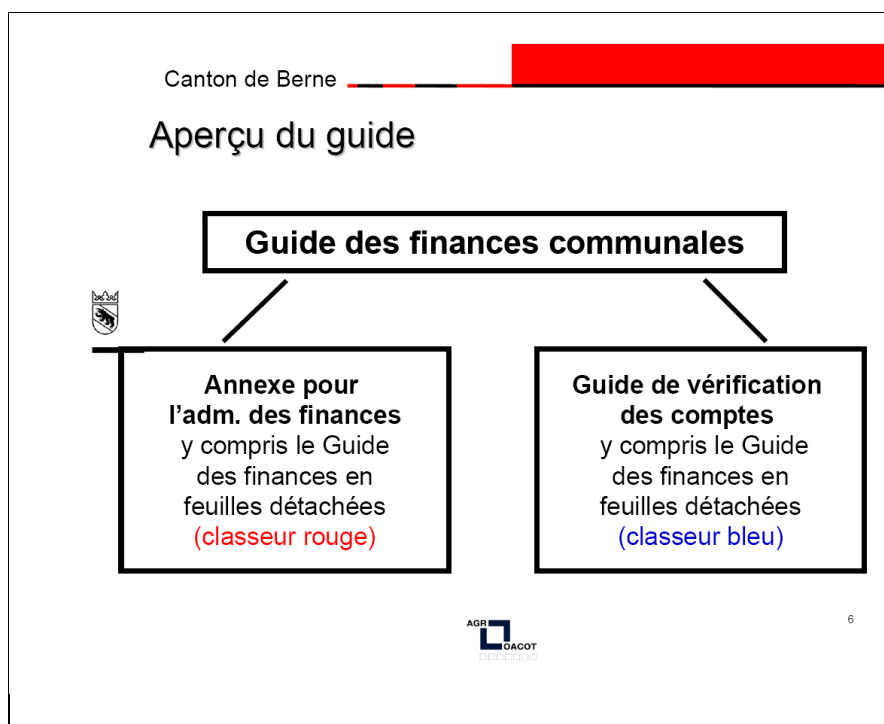 Canton de Berne
Aperçu du guide
Guide des finances communales
Annexe pour
l'adm. des finances
y compris le Guide
des finances en
feuilles détachées
(classeur rouge)
Guide de vérification
des comptes
y compris le Guide
des finances en
feuilles détachées
(classeur bleu)
AGR
OACOT
6